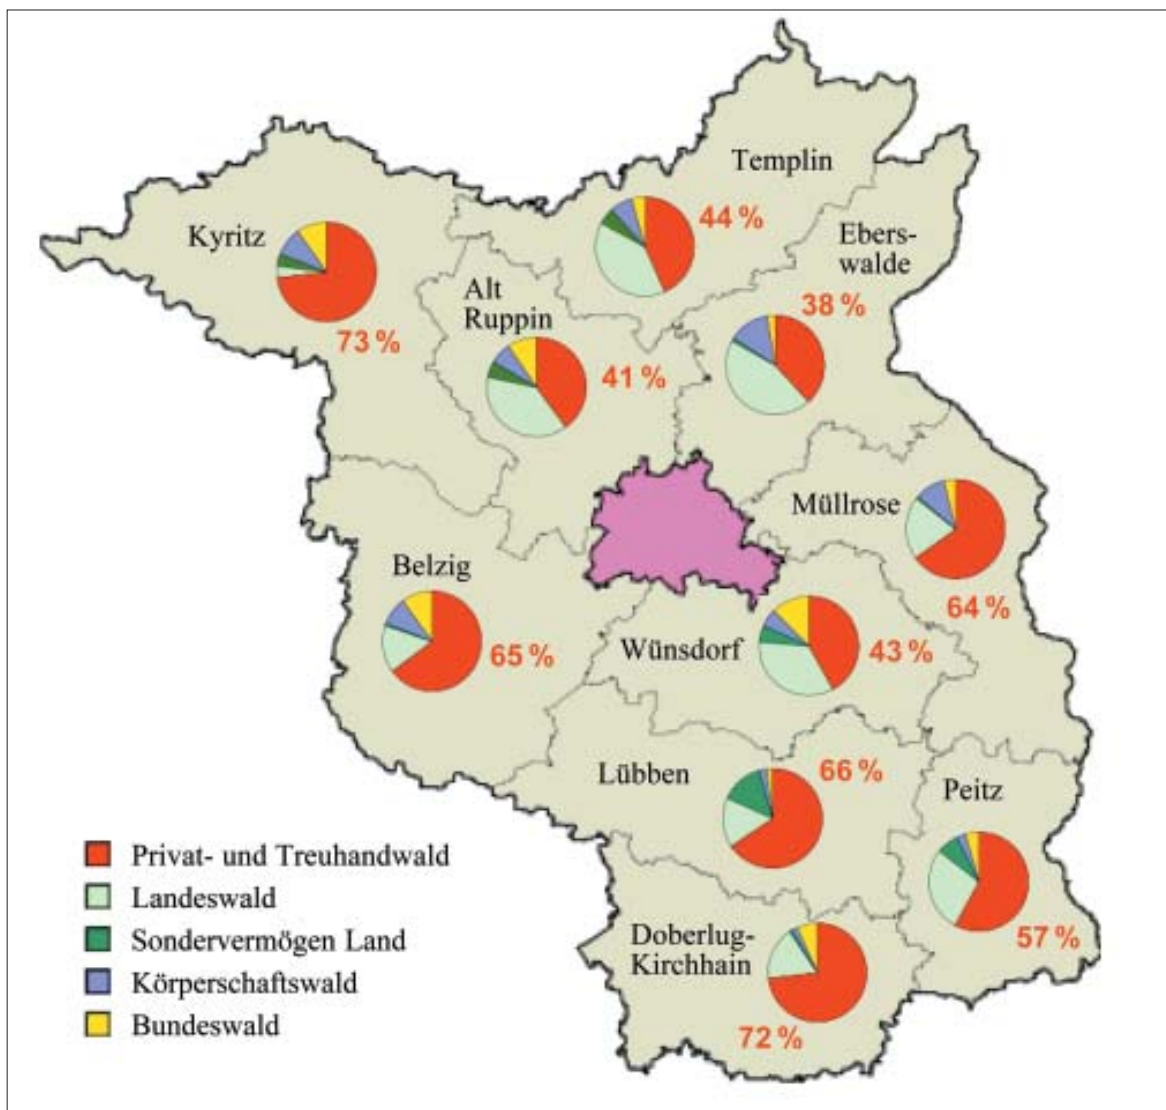 Templin
44 %
Ebers-
walde
38 %
Kyritz
73 %
Alt
Ruppin
41 %
Müllrose
64 %
Belzig
65 %
Wünsdorf
43 %
Lübben
66 %
Peitz
57 %
Doberlug-
Kirchhain
72 %
Privat- und Treuhandwald
Landeswald
Sondervermögen Land
Körperschaftswald
Bundeswald